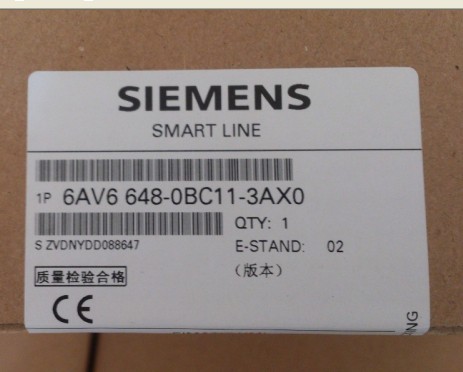 SIEMENS
SMART LINE
1P 6AV6 648-0BC11-3AX0
QTY: 1
S ZVDNYDD088647
E-STAND: 02
(版本)
质量检验合格
CE